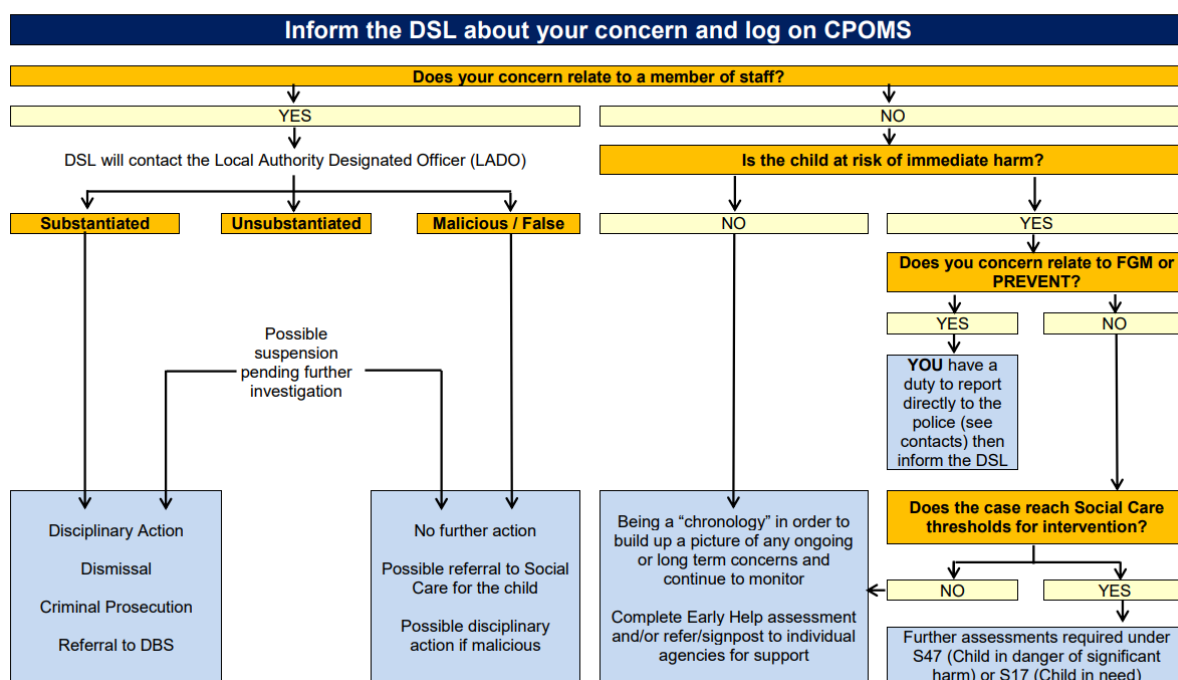 Inform the DSL about your concern and log on CPOMS
Does your concern relate to a member of staff?
YES
NO
DSL will contact the Local Authority Designated Officer (LADO)
Is the child at risk of immediate harm?
Substantiated
Unsubstantiated
Malicious / False
NO
YES
Does you concern relate to FGM or
PREVENT?
YES
NO
Possible
suspension
pending further
investigation
YOU have a
duty to report
directly to the
police (see
contacts) then
inform the DSL
Disciplinary Action
Dismissal
Criminal Prosecution
Referral to DBS
No further action
Possible referral to Social
Care for the child
Possible disciplinary
action if malicious
Being a “chronology” in order to
build up a picture of any ongoing
or long term concerns and
continue to monitor
Complete Early Help assessment
and/or refer/signpost to individual
agencies for support
Does the case reach Social Care
thresholds for intervention?
NO
YES
Further assessments required under
S47 (Child in danger of significant
harm) or S17 (Child in need)